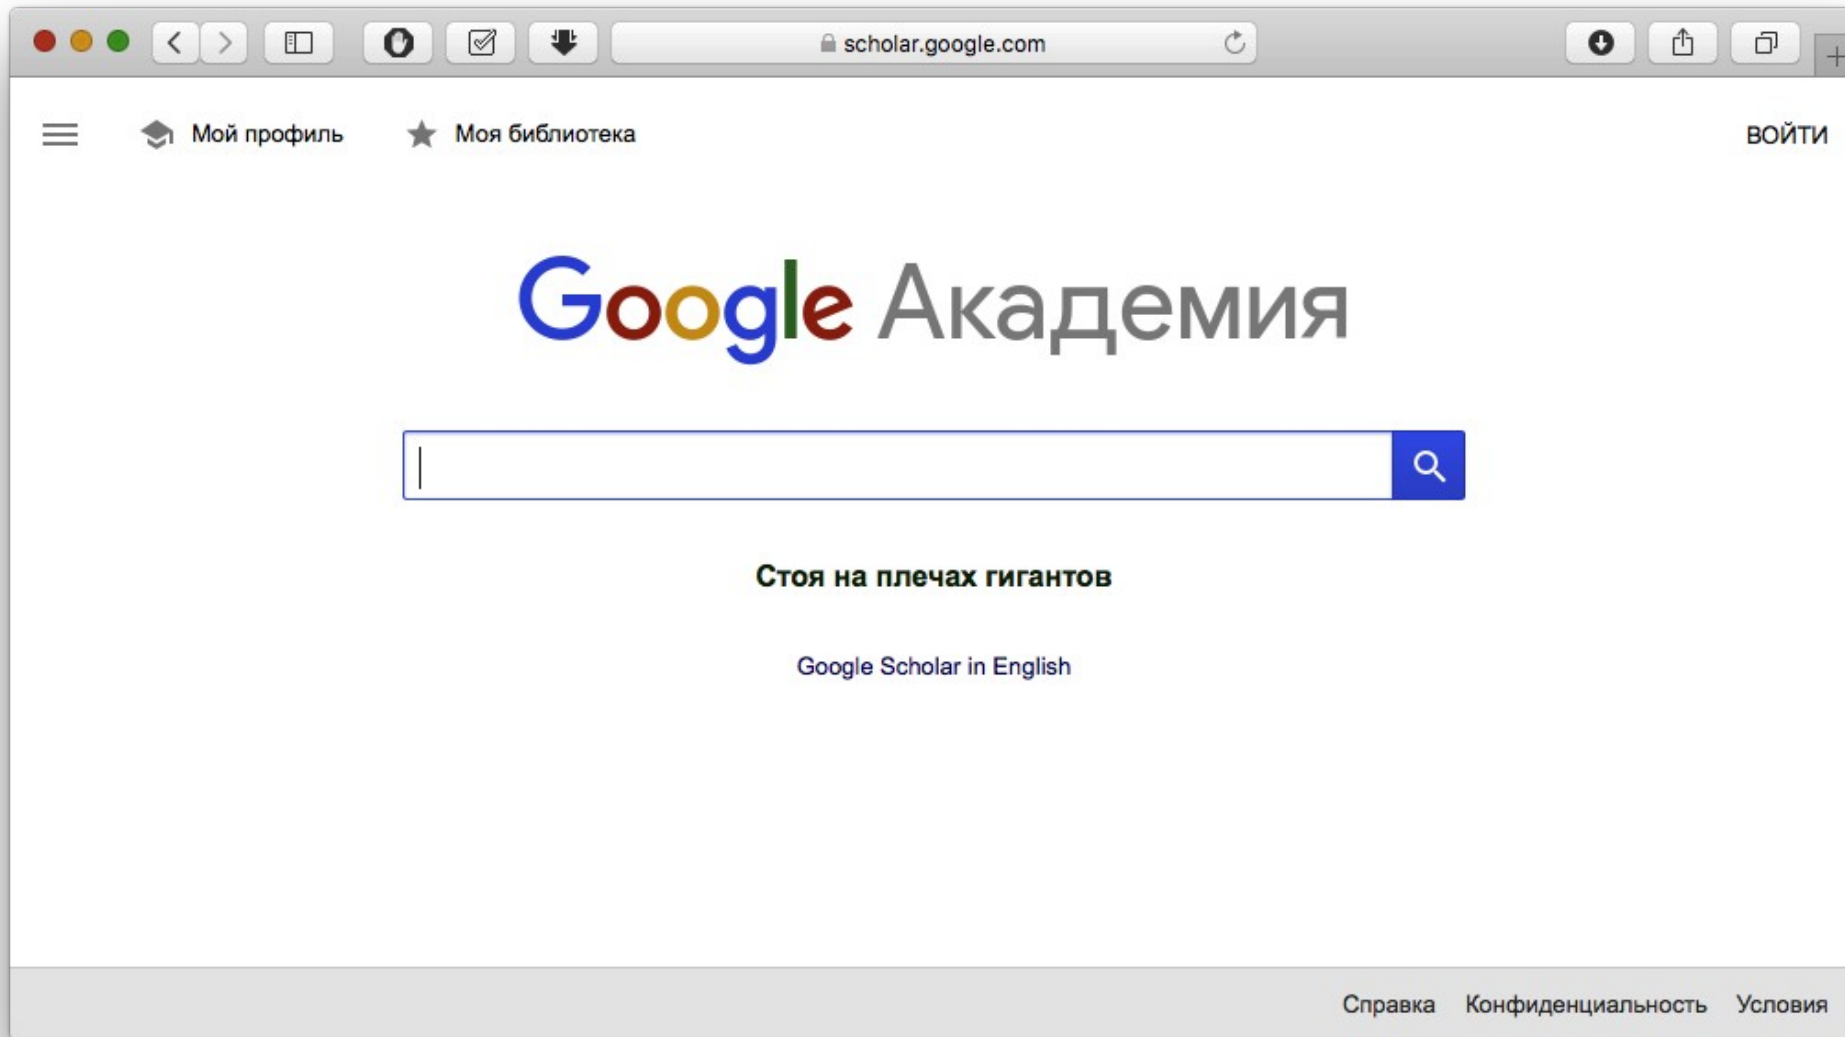 scholar.google.com
Мой профиль Моя библиотека ВОЙТИ
Google Академия
Стоя на плечах гигантов
Google Scholar in English
Справка Конфиденциальность Условия